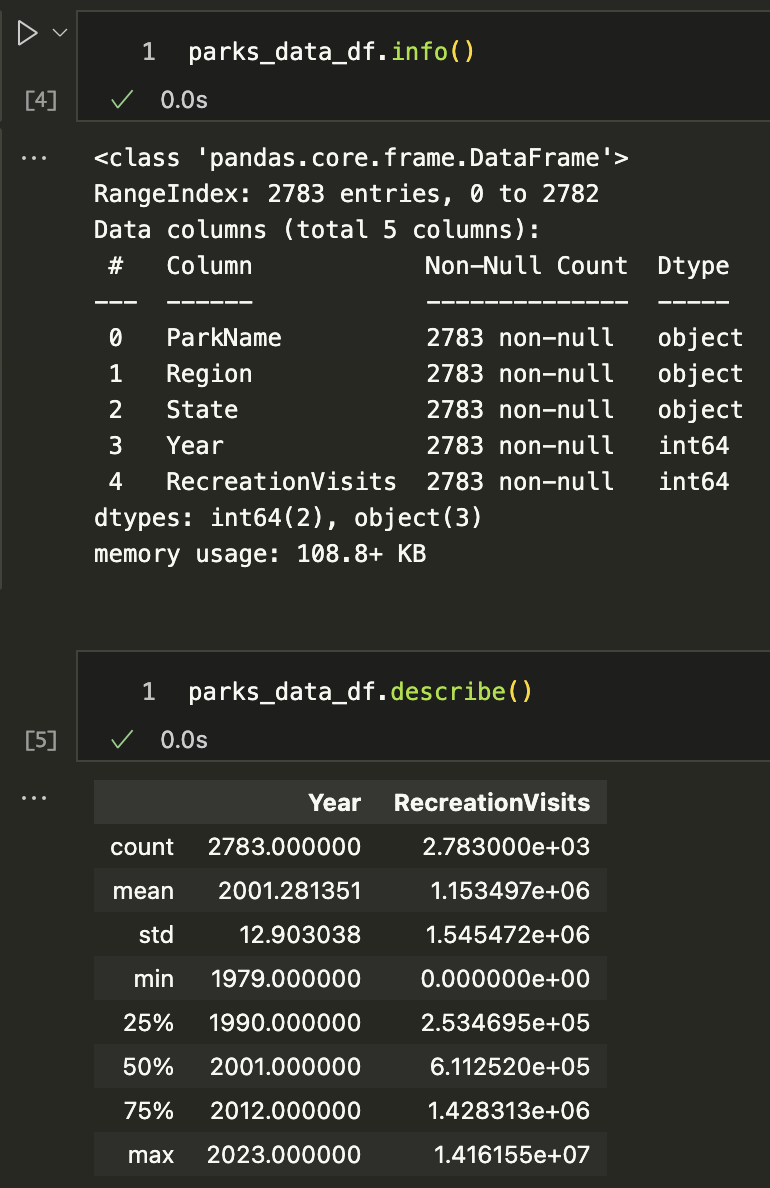 1 parks_data_df.info()
[4] ✓ 0.0s
... <class 'pandas.core.frame.DataFrame'>
RangeIndex: 2783 entries, 0 to 2782
Data columns (total 5 columns):
 #   Column            Non-Null Count  Dtype
---  ------            --------------  -----
 0   ParkName          2783 non-null   object
 1   Region            2783 non-null   object
 2   State             2783 non-null   object
 3   Year              2783 non-null   int64
 4   RecreationVisits  2783 non-null   int64
dtypes: int64(2), object(3)
memory usage: 108.8+ KB
1 parks_data_df.describe()
[5] ✓ 0.0s
...
Year RecreationVisits
count 2783.000000 2.783000e+03
mean 2001.281351 1.153497e+06
std 12.903038 1.545472e+06
min 1979.000000 0.000000e+00
25% 1990.000000 2.534695e+05
50% 2001.000000 6.112520e+05
75% 2012.000000 1.428313e+06
max 2023.000000 1.416155e+07